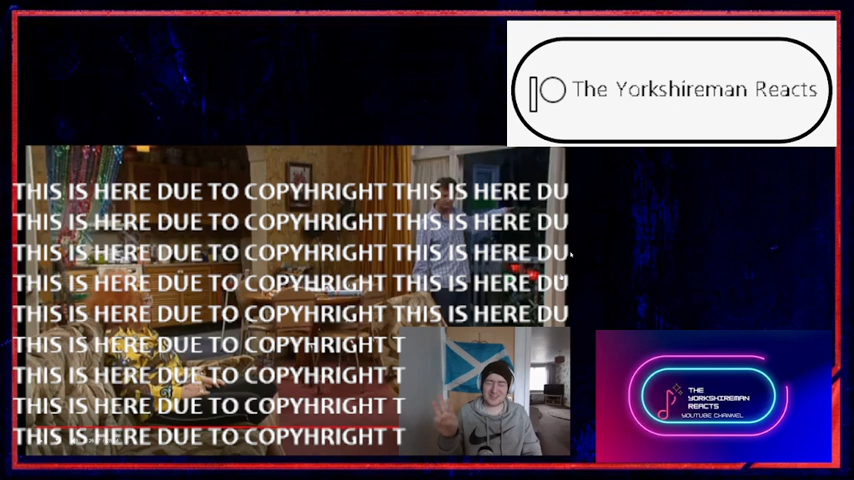 The Yorkshireman Reacts
THIS IS HERE DUE TO COPYHRIGHT THIS IS HERE DU
THIS IS HERE DUE TO COPYHRIGHT THIS IS HERE DU
THIS IS HERE DUE TO COPYHRIGHT THIS IS HERE DU
THIS IS HERE DUE TO COPYHRIGHT THIS IS HERE DU
THIS IS HERE DUE TO COPYHRIGHT THIS IS HERE DU
THIS IS HERE DUE TO COPYHRIGHT T
THIS IS HERE DUE TO COPYHRIGHT T
THIS IS HERE DUE TO COPYHRIGHT T
THIS IS HERE DUE TO COPYHRIGHT T
THE
YORKSHIREMAN
REACTS
YOUTUBE CHANNEL